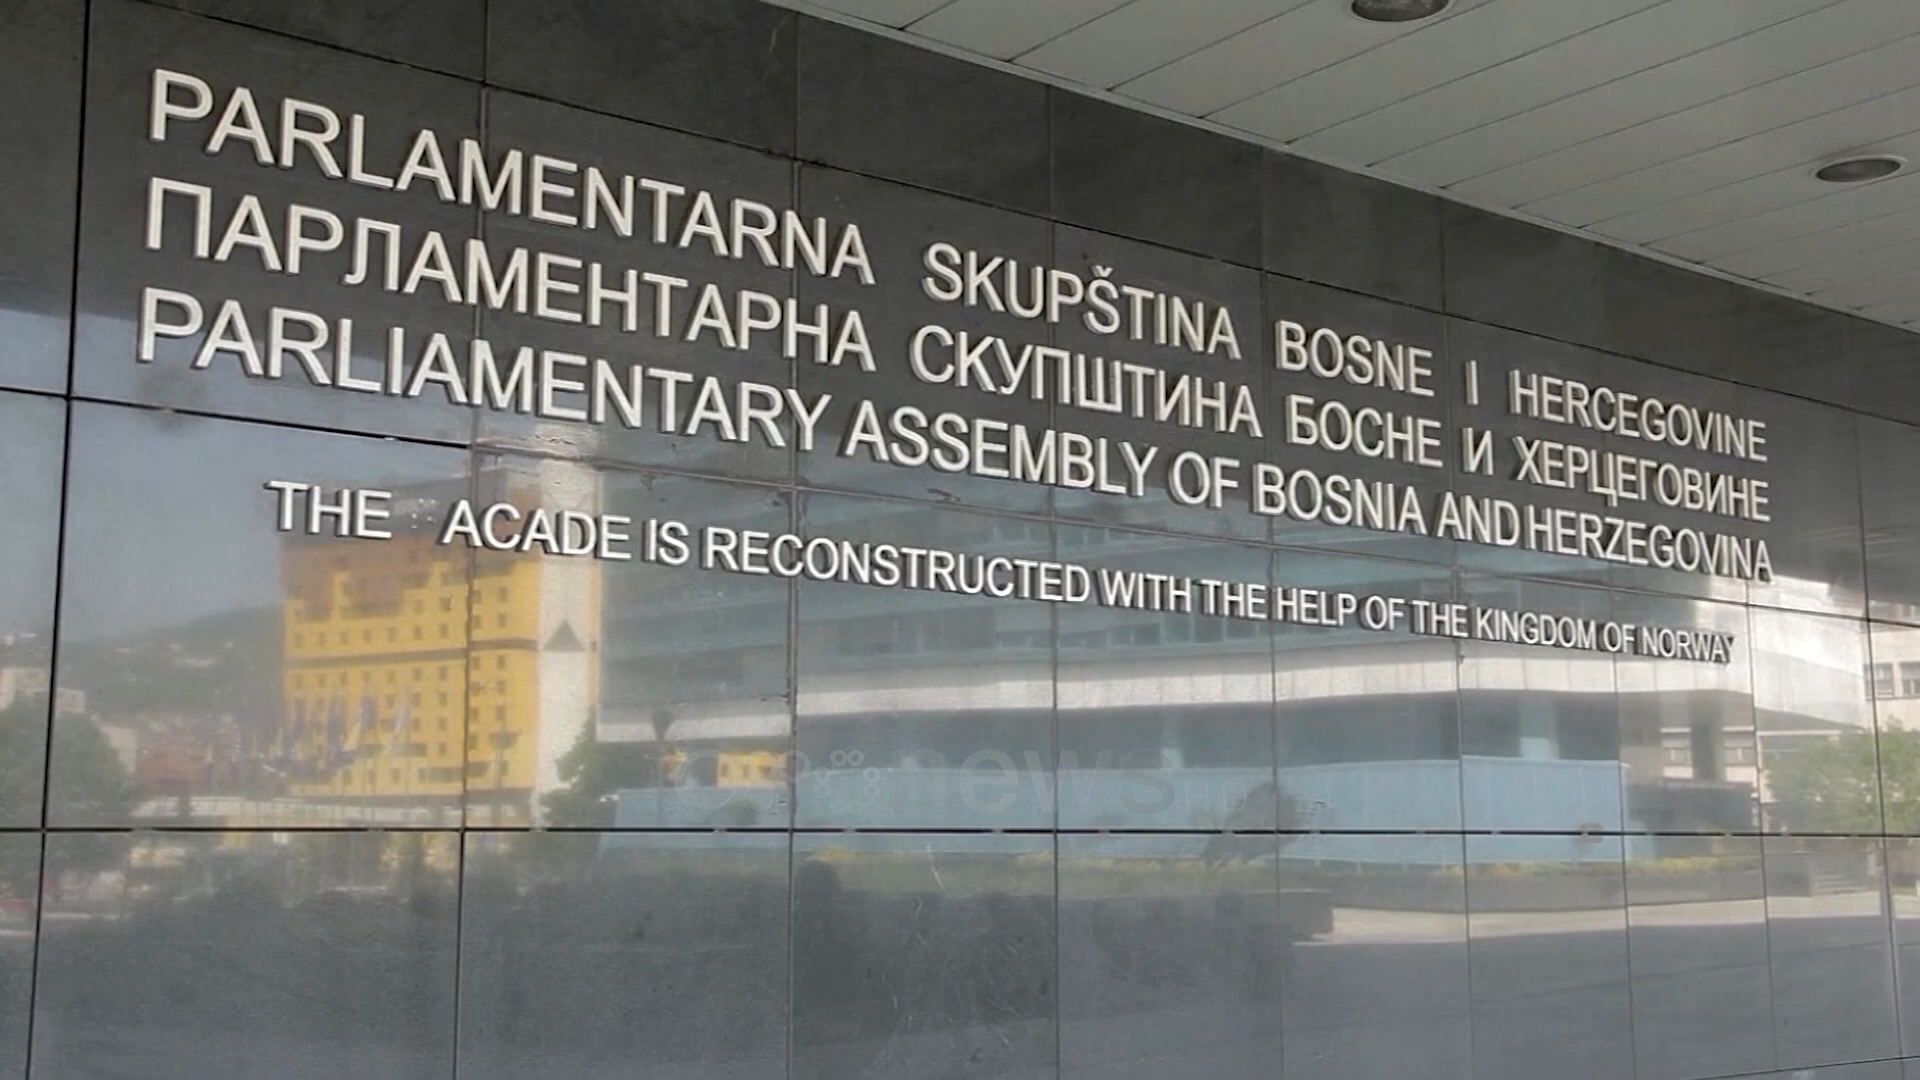 PARLAMENTARNA SKUPŠTINA BOSNE I HERCEGOVINE
ПАРЛАМЕНТАРНА СКУПШТИНА БОСНЕ И ХЕРЦЕГОВИНЕ
PARLIAMENTARY ASSEMBLY OF BOSNIA AND HERZEGOVINA
THE ACADE IS RECONSTRUCTED WITH THE HELP OF THE KINGDOM OF NORWAY
news